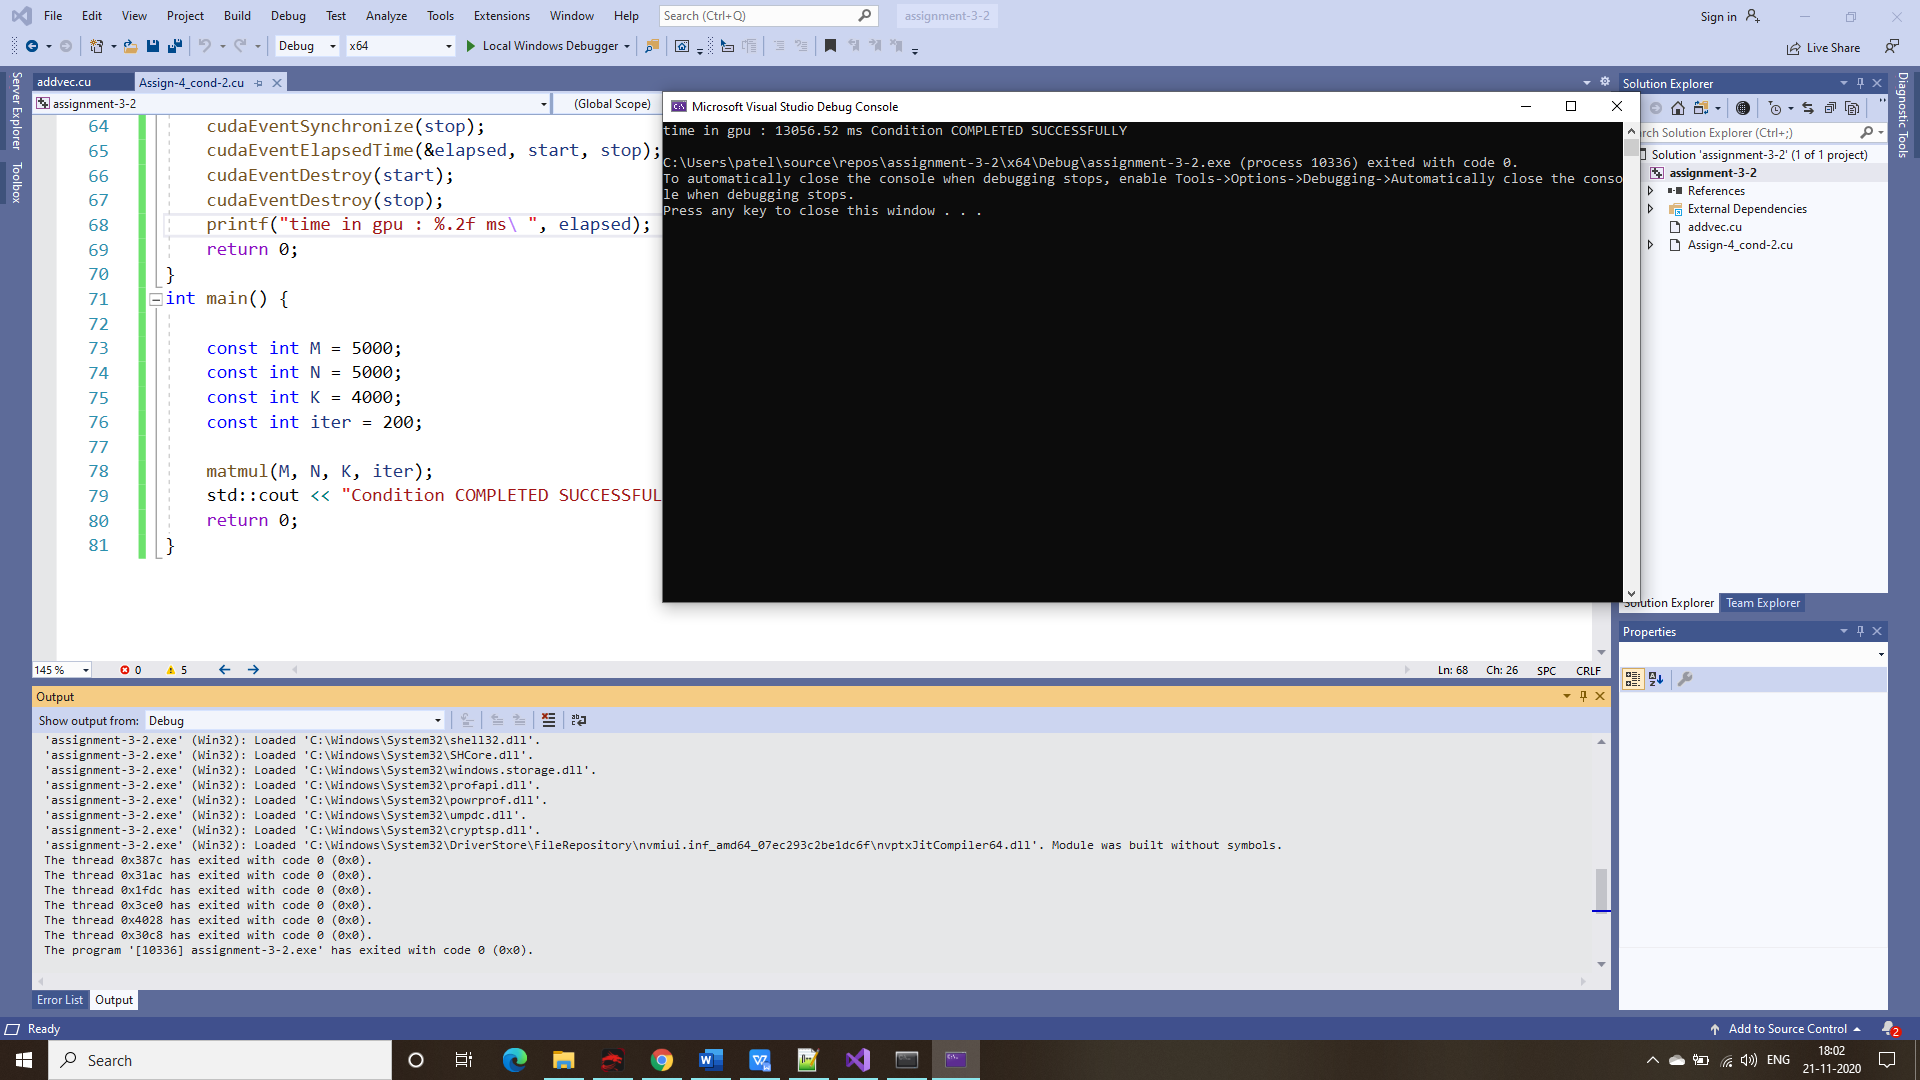 File Edit View Project Build Debug Test Analyze Tools Extensions Window Help Search (Ctrl+Q) assignment-3-2 Sign in
Debug x64 Local Windows Debugger Live Share
Server Explorer
Toolbox
addvec.cu Assign-4_cond-2.cu
assignment-3-2 (Global Scope)
64 cudaEventSynchronize(stop);
65 cudaEventElapsedTime(&elapsed, start, stop);
66 cudaEventDestroy(start);
67 cudaEventDestroy(stop);
68 printf("time in gpu : %.2f ms\ ", elapsed);
69 return 0;
70 }
71 int main() {
72
73 const int M = 5000;
74 const int N = 5000;
75 const int K = 4000;
76 const int iter = 200;
77
78 matmul(M, N, K, iter);
79 std::cout << "Condition COMPLETED SUCCESSFUL
80 return 0;
81 }
Microsoft Visual Studio Debug Console
time in gpu : 13056.52 ms Condition COMPLETED SUCCESSFULLY
C:\Users\patel\source\repos\assignment-3-2\x64\Debug\assignment-3-2.exe (process 10336) exited with code 0.
To automatically close the console when debugging stops, enable Tools->Options->Debugging->Automatically close the conso
le when debugging stops.
Press any key to close this window . . .
Solution Explorer
rch Solution Explorer (Ctrl+;)
Solution 'assignment-3-2' (1 of 1 project)
assignment-3-2
References
External Dependencies
addvec.cu
Assign-4_cond-2.cu
Solution Explorer Team Explorer
Diagnostic Tools
Properties
145 % 0 5 Ln: 68 Ch: 26 SPC CRLF
Output
Show output from: Debug
'assignment-3-2.exe' (Win32): Loaded 'C:\Windows\System32\shell32.dll'.
'assignment-3-2.exe' (Win32): Loaded 'C:\Windows\System32\SHCore.dll'.
'assignment-3-2.exe' (Win32): Loaded 'C:\Windows\System32\windows.storage.dll'.
'assignment-3-2.exe' (Win32): Loaded 'C:\Windows\System32\profapi.dll'.
'assignment-3-2.exe' (Win32): Loaded 'C:\Windows\System32\powrprof.dll'.
'assignment-3-2.exe' (Win32): Loaded 'C:\Windows\System32\umpdc.dll'.
'assignment-3-2.exe' (Win32): Loaded 'C:\Windows\System32\cryptsp.dll'.
'assignment-3-2.exe' (Win32): Loaded 'C:\Windows\System32\DriverStore\FileRepository\nvmiui.inf_amd64_07ec293c2be1dc6f\nvptxJitCompiler64.dll'. Module was built without symbols.
The thread 0x387c has exited with code 0 (0x0).
The thread 0x31ac has exited with code 0 (0x0).
The thread 0x1fdc has exited with code 0 (0x0).
The thread 0x3ce0 has exited with code 0 (0x0).
The thread 0x4028 has exited with code 0 (0x0).
The thread 0x30c8 has exited with code 0 (0x0).
The program '[10336] assignment-3-2.exe' has exited with code 0 (0x0).
Error List Output
Ready Add to Source Control 2
Search ENG 18:02
21-11-2020